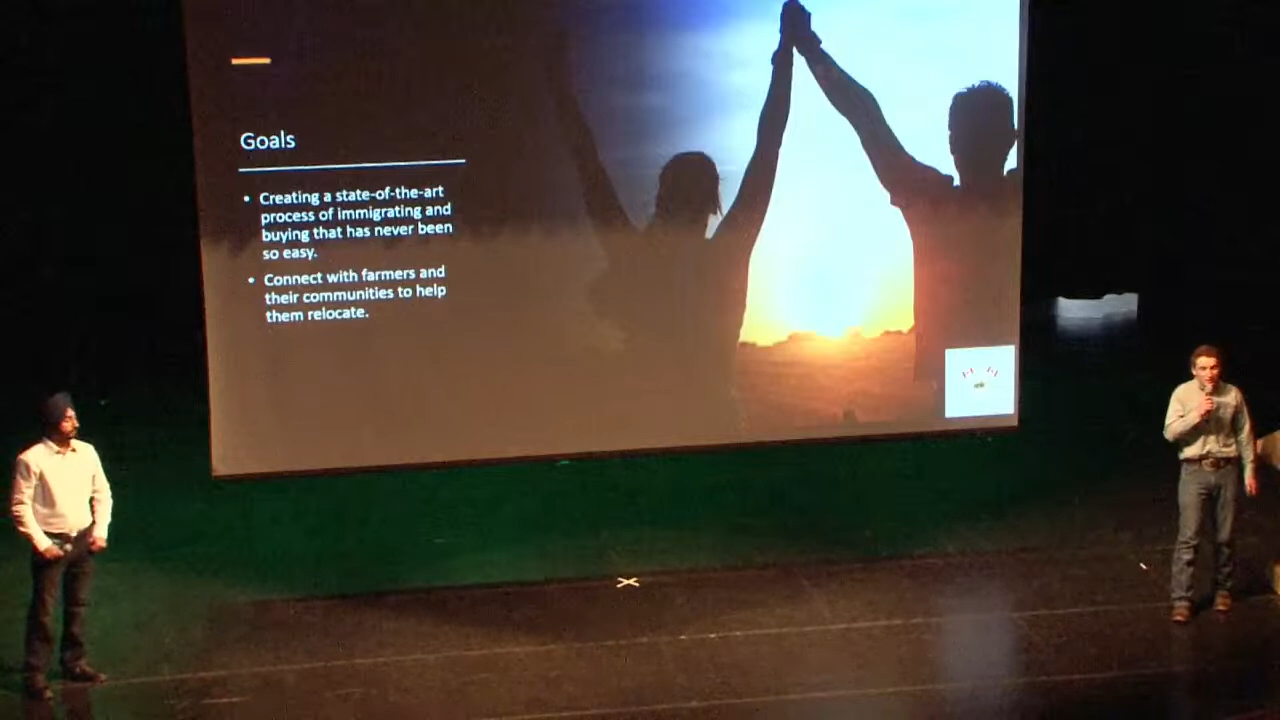 Goals
• Creating a state-of-the-art
process of immigrating and
buying that has never been
so easy.
• Connect with farmers and
their communities to help
them relocate.